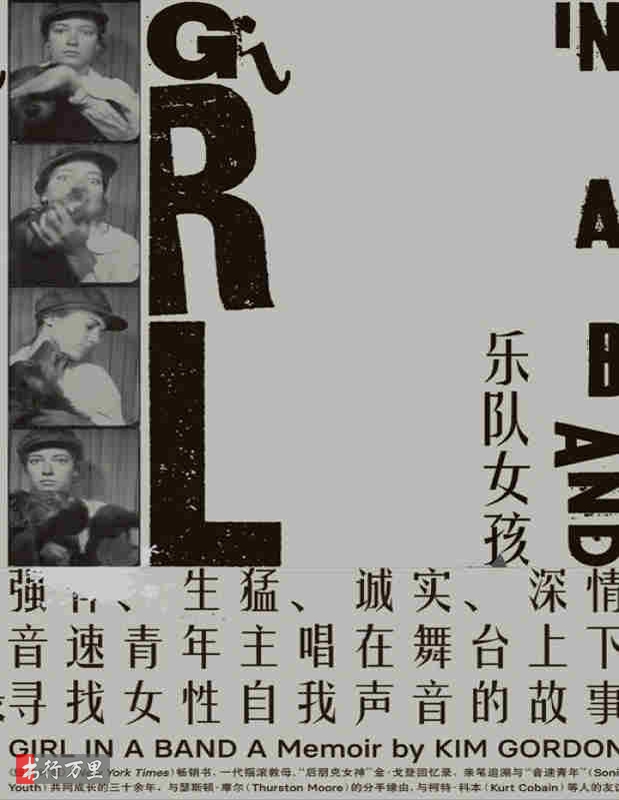 GIRL
IN
A
BAND
乐队女孩
强 、生猛、诚实、深情
音速青年主唱在舞台上下
寻找女性自我声音的故事
GIRL IN A BAND A Memoir by KIM GORDON
York Times）畅销书，一代摇滚教母、“后朋克女神”金·戈登回忆录，亲笔追溯与“音速青年”(Soni
Youth) 共同成长的三十余年，与瑟斯顿·摩尔（Thurston Moore）的分手缘由，与柯特·科本（Kurt Cobain）等人的友谊
书行万里